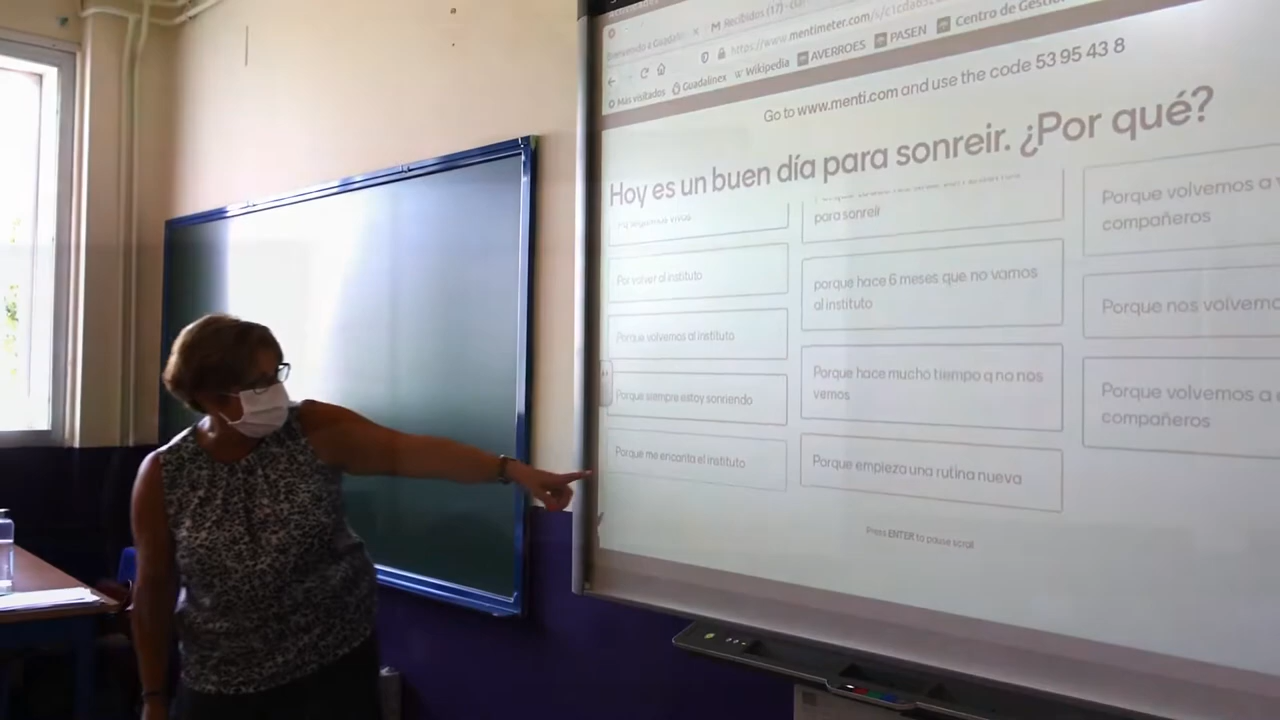 Recibidos (17)
https://www.mentimeter.com/s/c1cda65
Más visitados Guadalinex Wikipedia AVERROES PASEN Centro de
Go to www.menti.com and use the code 53 95 43 8
Hoy es un buen día para sonreir. ¿Por qué?
para sonreir
Por volver al instituto
Porque volvemos al instituto
Porque siempre estoy sonriendo
Porque me encanta el instituto
porque hace 6 meses que no vamos
al instituto
Porque hace mucho tiempo q no nos
vemos
Porque empieza una rutina nueva
Porque volvemos a
compañeros
Porque nos
Porque volvemos a
compañeros
Press ENTER to pause scroll